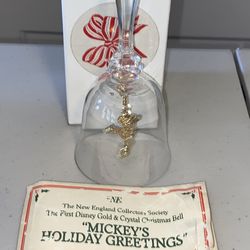 NE
The New England Collectors Society
The First Disney Gold & Crystal Christmas Bell
"MICKEY'S
HOLIDAY GREETINGS"